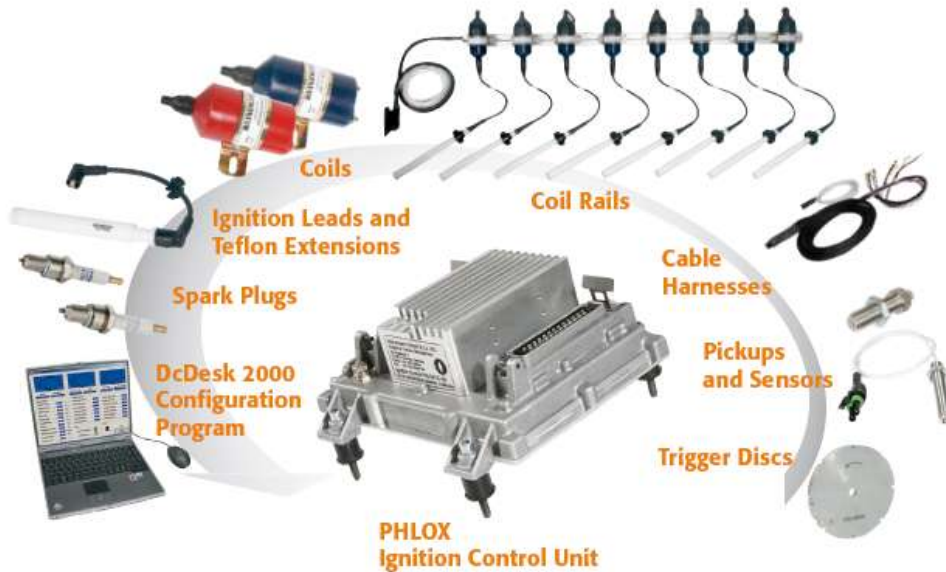 Coils
Coil Rails
Ignition Leads and
Teflon Extensions
Cable
Harnesses
Spark Plugs
Pickups
and Sensors
DcDesk 2000
Configuration
Program
Trigger Discs
PHLOX
Ignition Control Unit